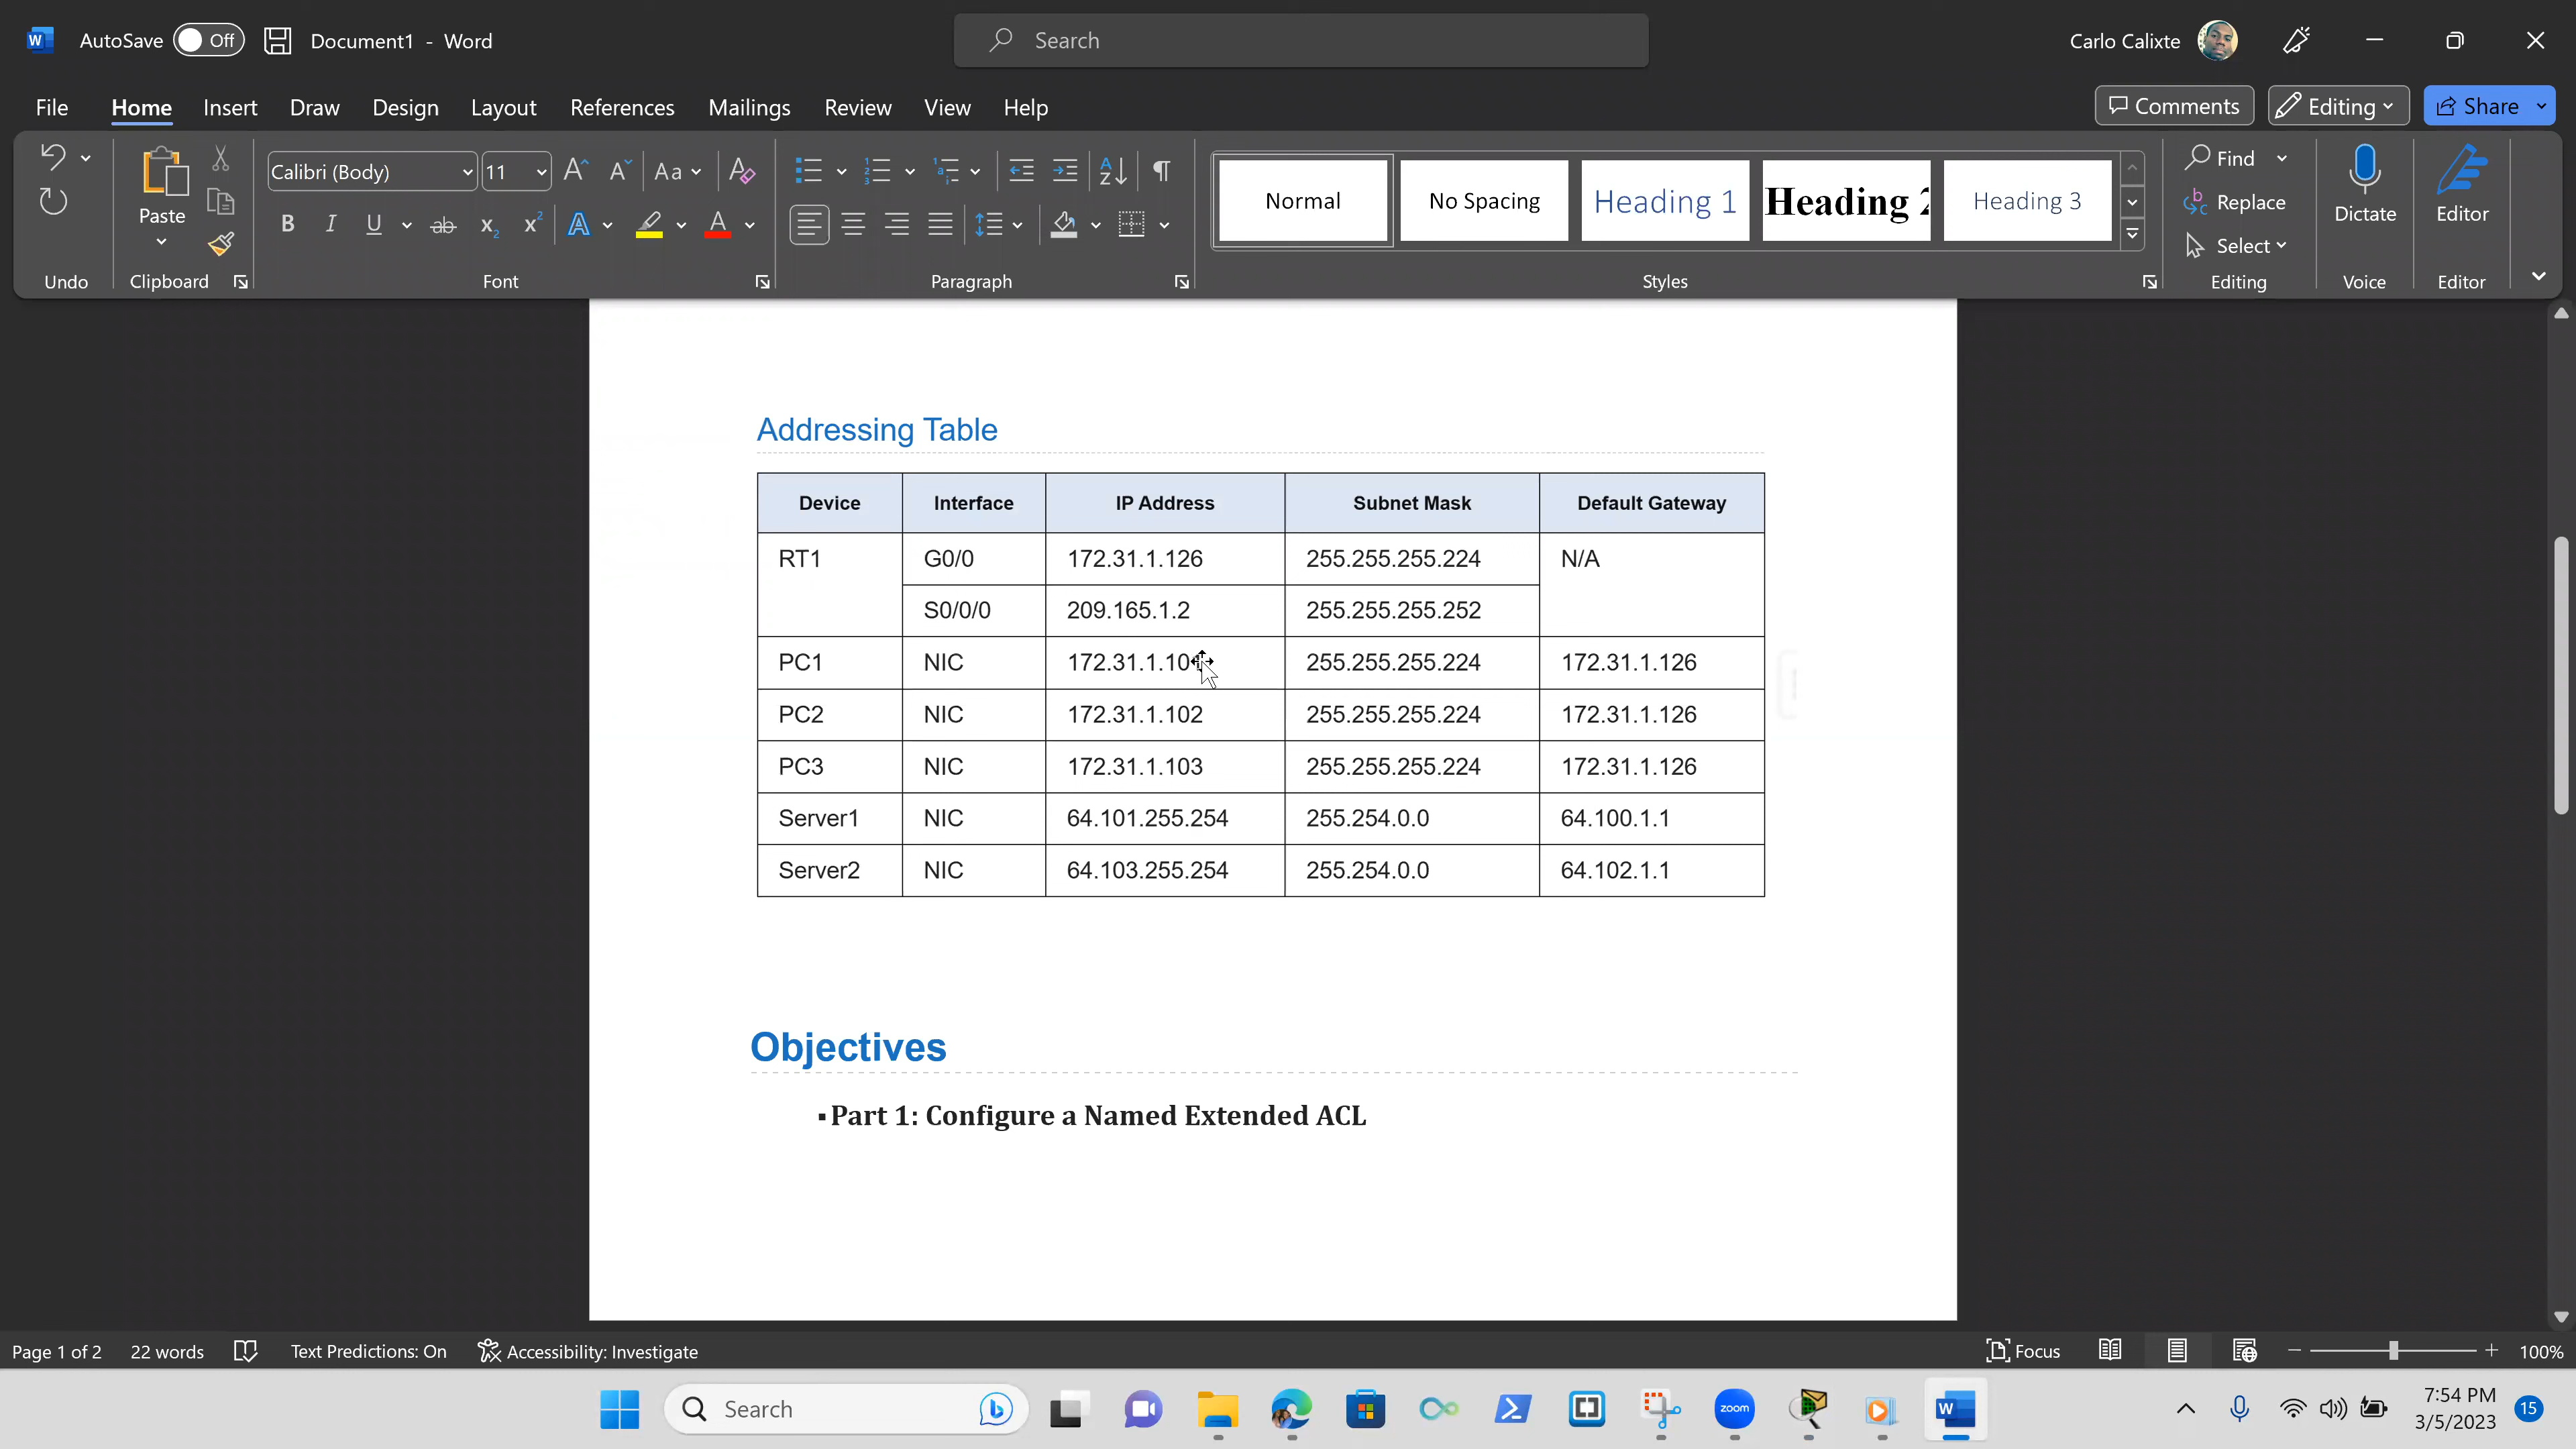 AutoSave Off Document1 - Word Search Carlo Calixte
File Home Insert Draw Design Layout References Mailings Review View Help Comments Editing Share
Paste Calibri (Body) 11 Aa Normal No Spacing Heading 1 Heading 2 Heading 3 Find Replace Select Dictate Editor
Undo Clipboard Font Paragraph Styles Editing Voice Editor
Addressing Table
Device Interface IP Address Subnet Mask Default Gateway
RT1 G0/0 172.31.1.126 255.255.255.224 N/A
S0/0/0 209.165.1.2 255.255.255.252
PC1 NIC 255.255.255.224 172.31.1.126
PC2 NIC 172.31.1.102 255.255.255.224 172.31.1.126
PC3 NIC 172.31.1.103 255.255.255.224 172.31.1.126
Server1 NIC 64.101.255.254 255.254.0.0 64.100.1.1
Server2 NIC 64.103.255.254 255.254.0.0 64.102.1.1
Objectives
▪Part 1: Configure a Named Extended ACL
Page 1 of 2 22 words Text Predictions: On Accessibility: Investigate Focus 100%
Search zoom 7:54 PM
3/5/2023 15